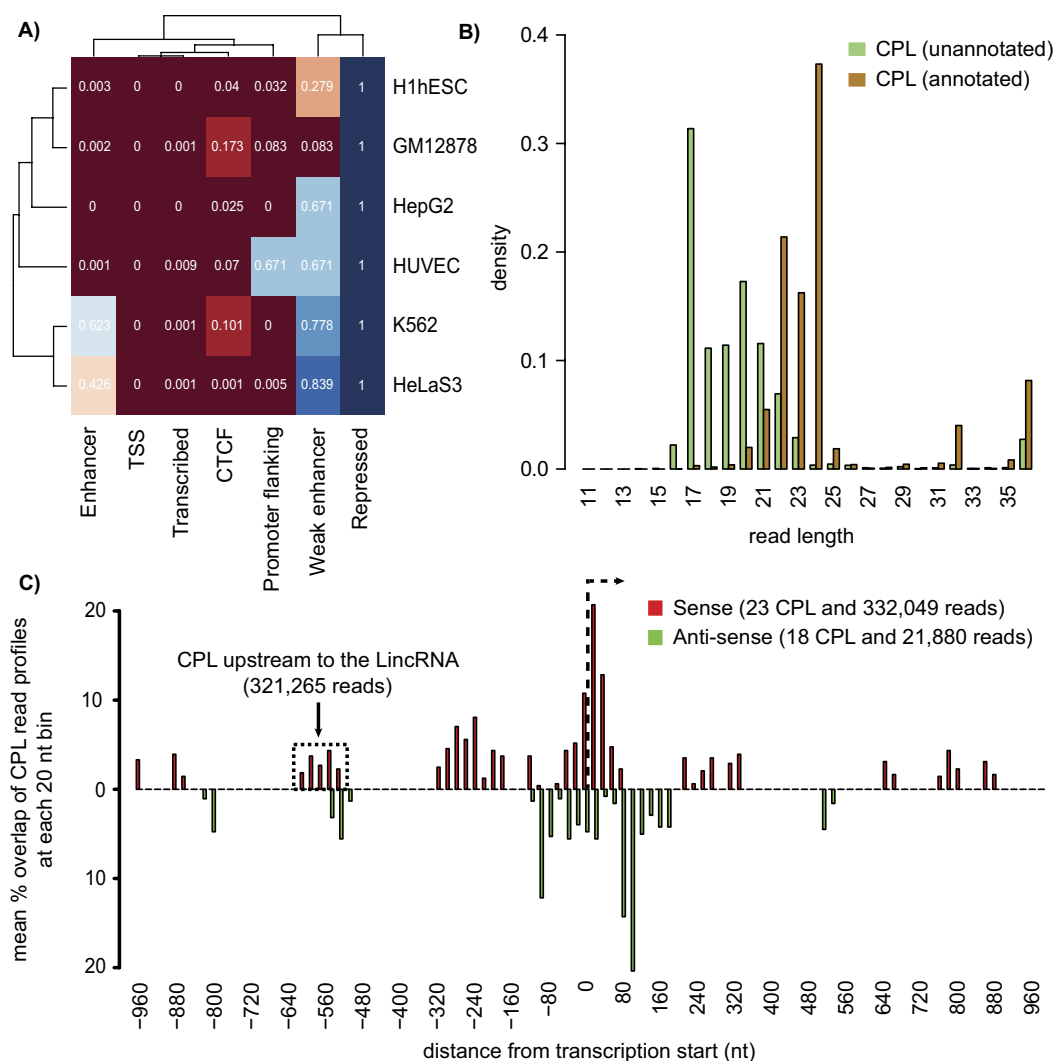 A)
0.003 0 0 0.04 0.032 0.279 1 H1hESC
0.002 0 0.001 0.173 0.083 0.083 1 GM12878
0 0 0 0.025 0 0.671 1 HepG2
0.001 0 0.009 0.07 0.671 0.671 1 HUVEC
0.623 0 0.001 0.101 0 0.778 1 K562
0.426 0 0.001 0.001 0.005 0.839 1 HeLaS3
Enhancer
TSS
Transcribed
CTCF
Promoter flanking
Weak enhancer
Repressed
B)
CPL (unannotated)
CPL (annotated)
density
0.4
0.3
0.2
0.1
0.0
11 13 15 17 19 21 23 25 27 29 31 33 35
read length
C)
Sense (23 CPL and 332,049 reads)
Anti-sense (18 CPL and 21,880 reads)
CPL upstream to the LincRNA
(321,265 reads)
mean % overlap of CPL read profiles
at each 20 nt bin
20
10
0
10
20
−960 −880 −800 −720 −640 −560 −480 −400 −320 −240 −160 −80 0 80 160 240 320 400 480 560 640 720 800 880 960
distance from transcription start (nt)